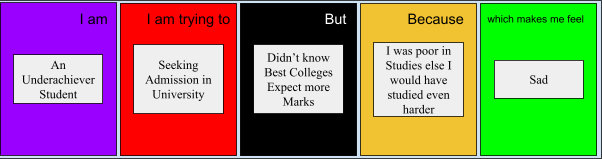 I am
An
Underachiever
Student
I am trying to
Seeking
Admission in
University
But
Didn't know
Best Colleges
Expect more
Marks
Because
I was poor in
Studies else I
would have
studied even
harder
which makes me feel
Sad